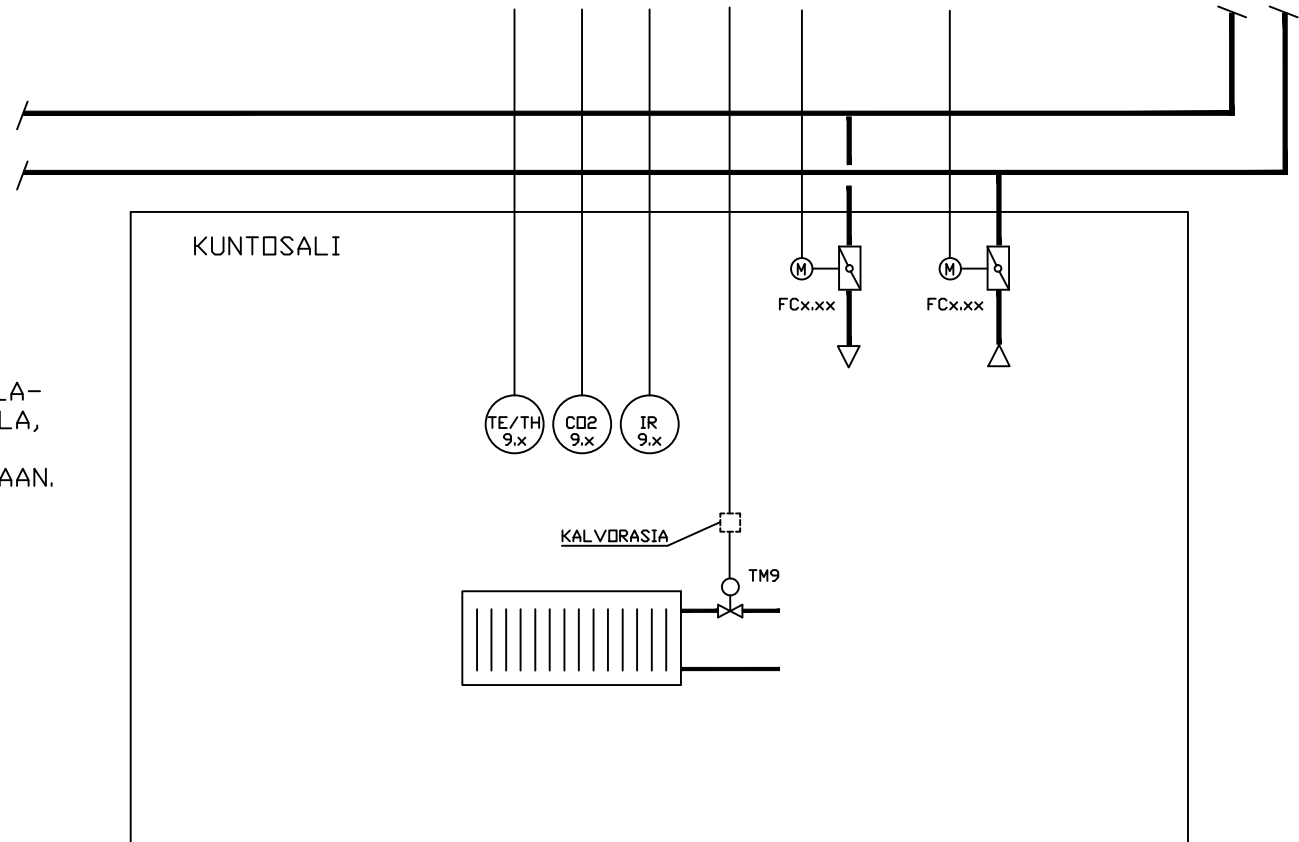 KUNTOSALI
M
M
FCx.xx
FCx.xx
LA-
LA,
AAN.
TE/TH
9.x
CO2
9.x
IR
9.x
KALVORASIA
TM9